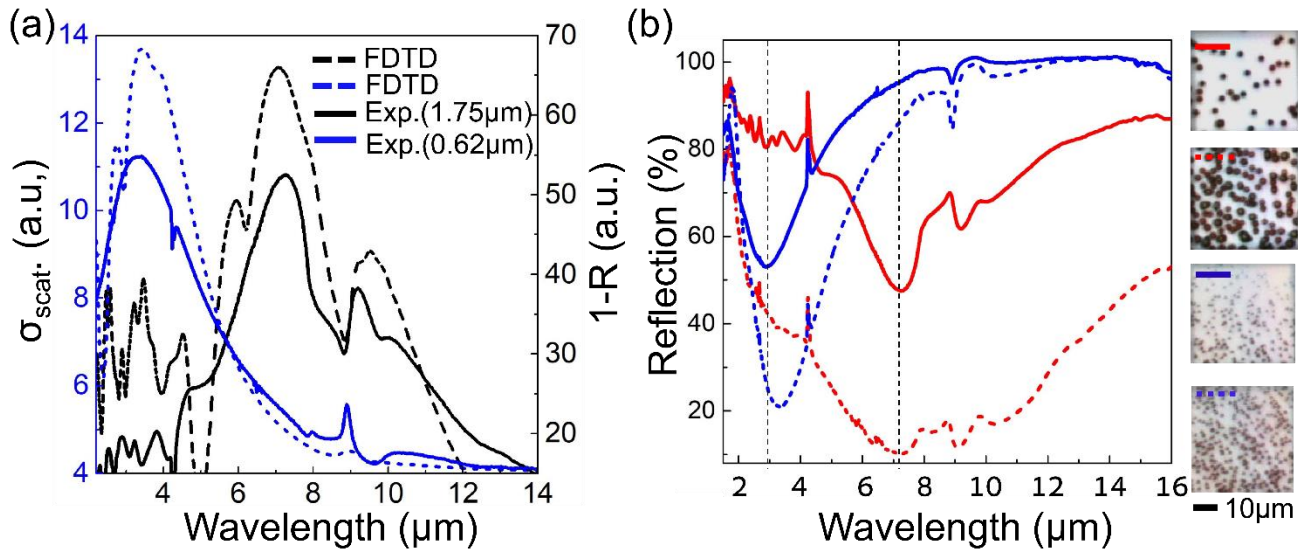 (a)
14
12
10
8
6
4
σscat. (a.u,)
70
60
50
40
30
20
1-R (a.u.)
FDTD
FDTD
Exp.(1.75μm)
Exp.(0.62μm)
4 6 8 10 12 14
Wavelength (μm)
(b)
100
80
60
40
20
Reflection (%)
2 4 6 8 10 12 14 16
Wavelength (μm)
10μm